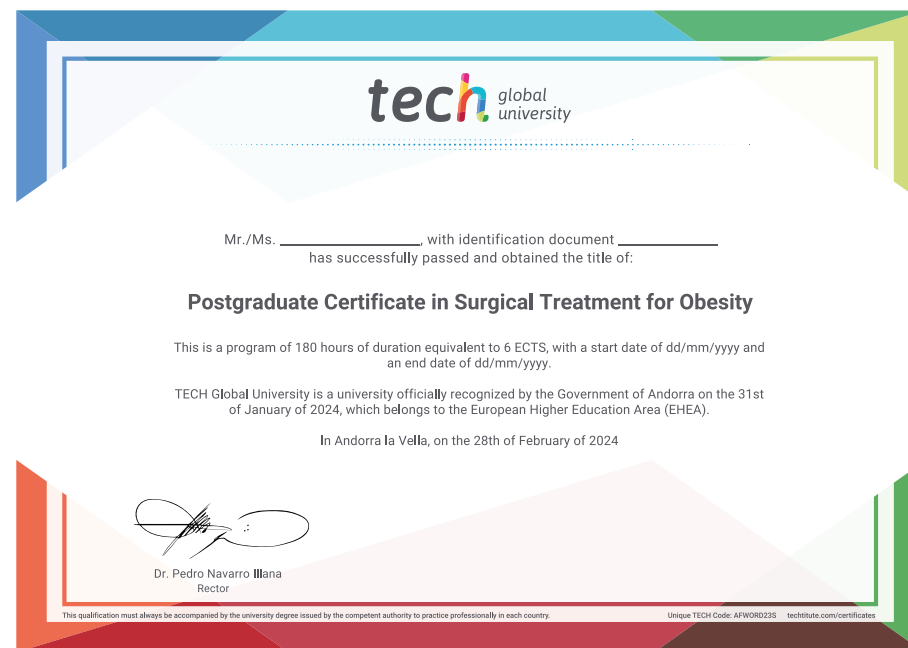 tech global university
Mr./Ms. ____________, with identification document ____________
has successfully passed and obtained the title of:
Postgraduate Certificate in Surgical Treatment for Obesity
This is a program of 180 hours of duration equivalent to 6 ECTS, with a start date of dd/mm/yyyy and
an end date of dd/mm/yyyy.
TECH Global University is a university officially recognized by the Government of Andorra on the 31st
of January of 2024, which belongs to the European Higher Education Area (EHEA).
In Andorra la Vella, on the 28th of February of 2024
Dr. Pedro Navarro Illana
Rector
This qualification must always be accompanied by the university degree issued by the competent authority to practice professionally in each country.
Unique TECH Code: AFWORD23S techtitute.com/certificates